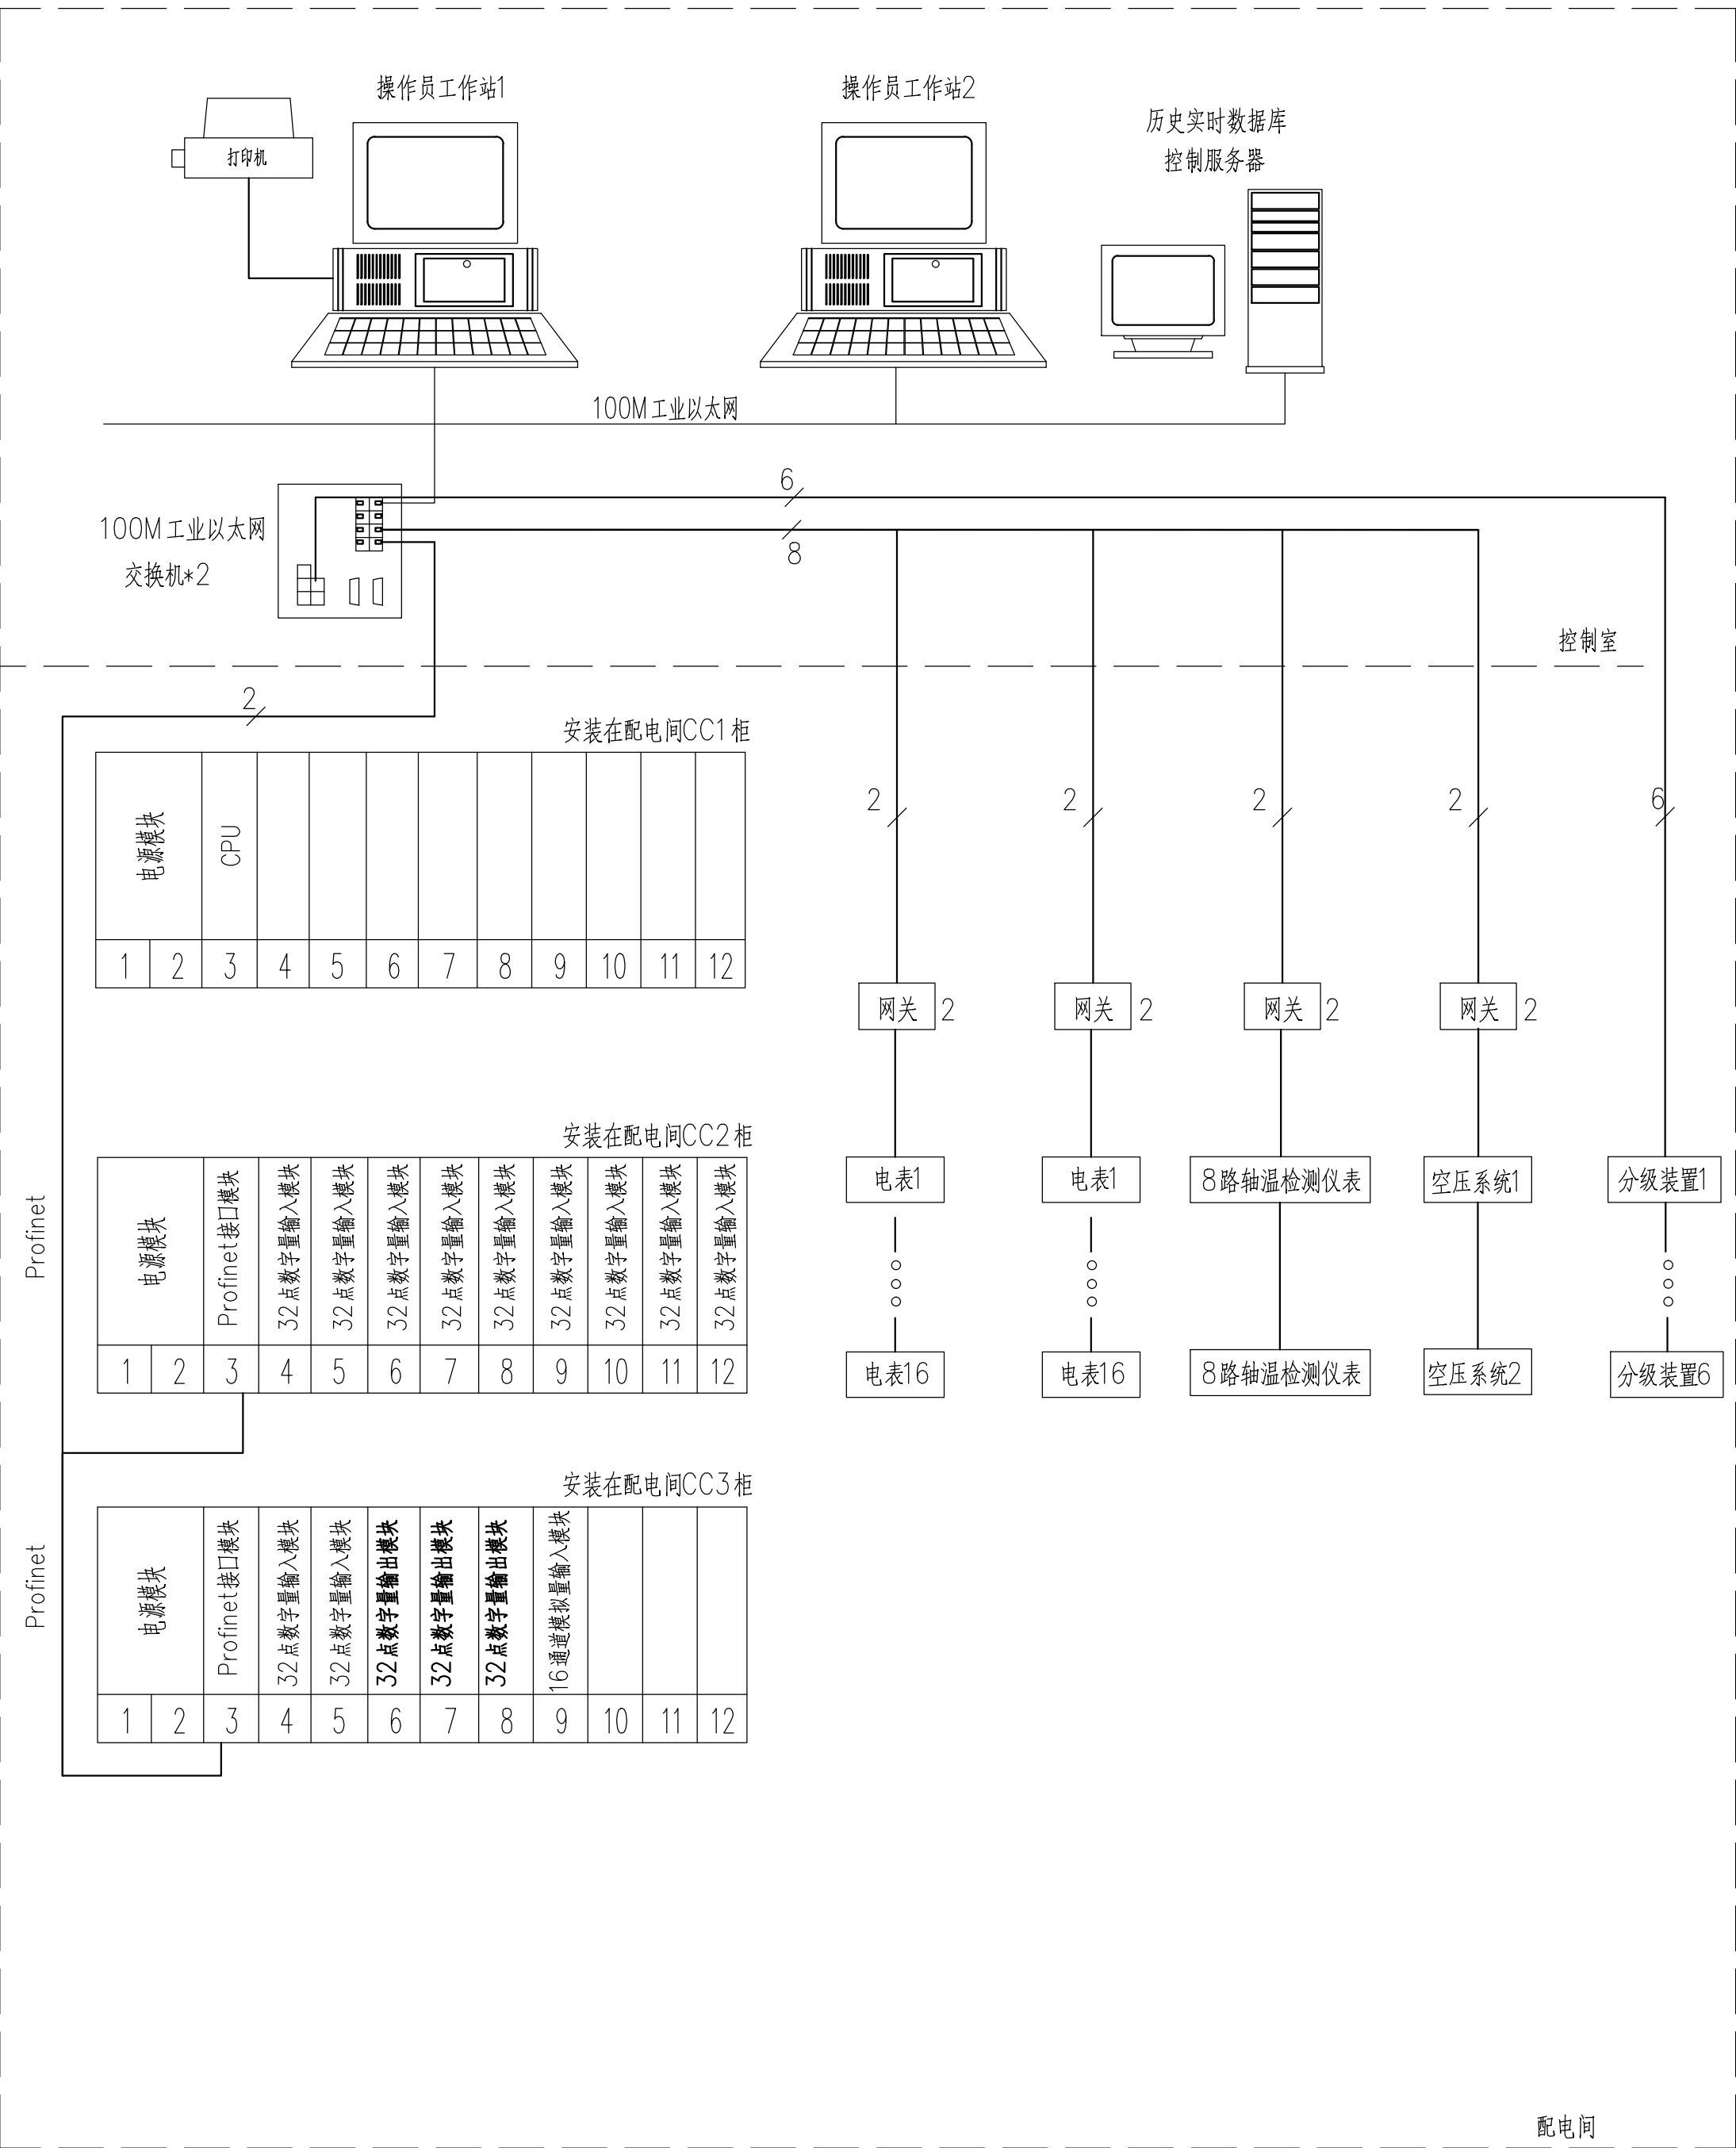 操作员工作站1
操作员工作站2
历史实时数据库
控制服务器
打印机
100M工业以太网
6
8
100M工业以太网
交换机*2
控制室
2
安装在配电间CC1柜
电源模块
CPU
1 2 3 4 5 6 7 8 9 10 11 12
2 2 2 2 6
网关 2
网关 2
网关 2
网关 2
安装在配电间CC2柜
Profinet
电源模块
Profinet接口模块
32点数字量输入模块
32点数字量输入模块
32点数字量输入模块
32点数字量输入模块
32点数字量输入模块
32点数字量输入模块
32点数字量输入模块
32点数字量输入模块
32点数字量输入模块
1 2 3 4 5 6 7 8 9 10 11 12
电表1
电表1
8路轴温检测仪表
空压系统1
分级装置1
电表16
电表16
8路轴温检测仪表
空压系统2
分级装置6
安装在配电间CC3柜
Profinet
电源模块
Profinet接口模块
32点数字量输入模块
32点数字量输入模块
32点数字量输出模块
32点数字量输出模块
32点数字量输出模块
16通道模拟量输入模块
1 2 3 4 5 6 7 8 9 10 11 12
配电间